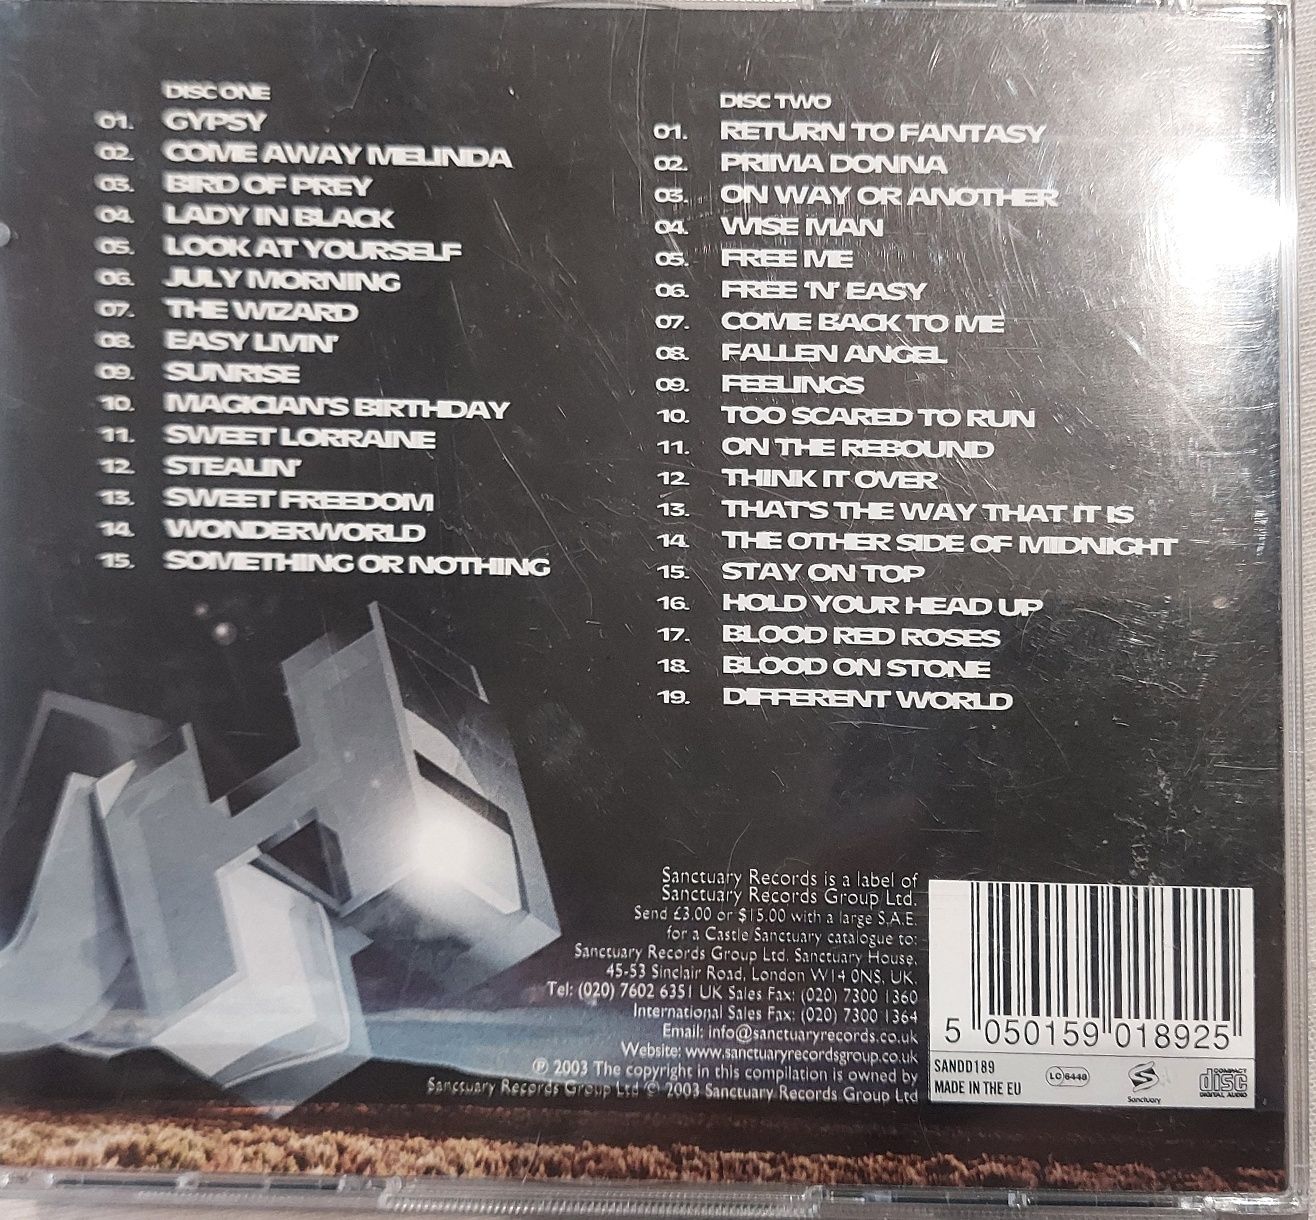 DISC ONE
01. GYPSY
02. COME AWAY MELINDA
03. BIRD OF PREY
04. LADY IN BLACK
05. LOOK AT YOURSELF
06. JULY MORNING
07. THE WIZARD
08. EASY LIVIN'
09. SUNRISE
10. MAGICIAN'S BIRTHDAY
11. SWEET LORRAINE
12. STEALIN'
13. SWEET FREEDOM
14. WONDERWORLD
15. SOMETHING OR NOTHING
DISC TWO
01. RETURN TO FANTASY
02. PRIMA DONNA
03. ON WAY OR ANOTHER
04. WISE MAN
05. FREE ME
06. FREE 'N' EASY
07. COME BACK TO ME
08. FALLEN ANGEL
09. FEELINGS
10. TOO SCARED TO RUN
11. ON THE REBOUND
12. THINK IT OVER
13. THAT'S THE WAY THAT IT IS
14. THE OTHER SIDE OF MIDNIGHT
15. STAY ON TOP
16. HOLD YOUR HEAD UP
17. BLOOD RED ROSES
18. BLOOD ON STONE
19. DIFFERENT WORLD
Sanctuary Records is a label of
Sanctuary Records Group Ltd.
Send £3.00 or $15.00 with a large S.A.E.
for a Castle Sanctuary catalogue to:
Sanctuary Records Group Ltd, Sanctuary House,
45-53 Sinclair Road, London W14 0NS, UK.
Tel: (020) 7602 6351 UK Sales Fax: (020) 7300 1360
International Sales Fax: (020) 7300 1364
Email: info@sanctuaryrecords.co.uk
Website: www.sanctuaryrecordsgroup.co.uk
℗ 2003 The copyright in this compilation is owned by
Sanctuary Records Group Ltd © 2003 Sanctuary Records Group Ltd
5 050159 018925
SANDD189
MADE IN THE EU
LC 6448
Sanctuary
COMPACT
disc
DIGITAL AUDIO